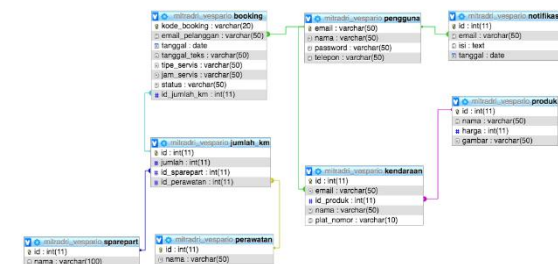 mitradri_vespario booking
kode_booking : varchar(20)
email_pelanggan : varchar(50)
tanggal : date
tanggal_teks : varchar(50)
tipe_servis : varchar(50)
jam_servis : varchar(50)
status : varchar(50)
id_jumlah_km : int(11)
mitradri_vespario pengguna
email : varchar(50)
nama : varchar(50)
password : varchar(50)
telepon : varchar(50)
mitradri_vespario notifikas
id : int(11)
email : varchar(50)
isi : text
tanggal : date
mitradri_vespario produk
id : int(11)
nama : varchar(50)
harga : int(11)
gambar : varchar(50)
mitradri_vespario jumlah_km
id : int(11)
jumlah : int(11)
id_sparepart : int(11)
id_perawatan : int(11)
mitradri_vespario kendaraan
id : int(11)
email : varchar(50)
id_produk : int(11)
nama : varchar(50)
plat_nomor : varchar(10)
mitradri_vespario sparepart
id : int(11)
nama : varchar(100)
mitradri_vespario perawatan
id : int(11)
nama : varchar(50)